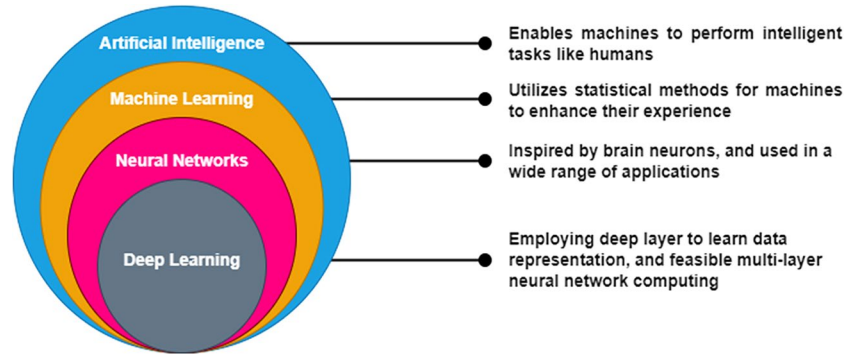 Artificial Intelligence
Enables machines to perform intelligent
tasks like humans
Machine Learning
Utilizes statistical methods for machines
to enhance their experience
Neural Networks
Inspired by brain neurons, and used in a
wide range of applications
Deep Learning
Employing deep layer to learn data
representation, and feasible multi-layer
neural network computing